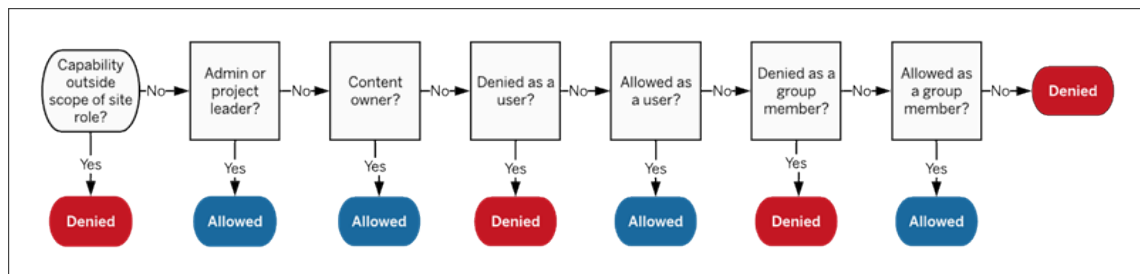 Capability
outside
scope of site
role?
No
Admin or
project
leader?
No
Content
owner?
No
Denied as
a user?
No
Allowed as
a user?
No
Denied as a
group
member?
No
Allowed as
a group
member?
No
Denied
Yes
Yes
Yes
Yes
Yes
Yes
Yes
Denied
Allowed
Allowed
Denied
Allowed
Denied
Allowed